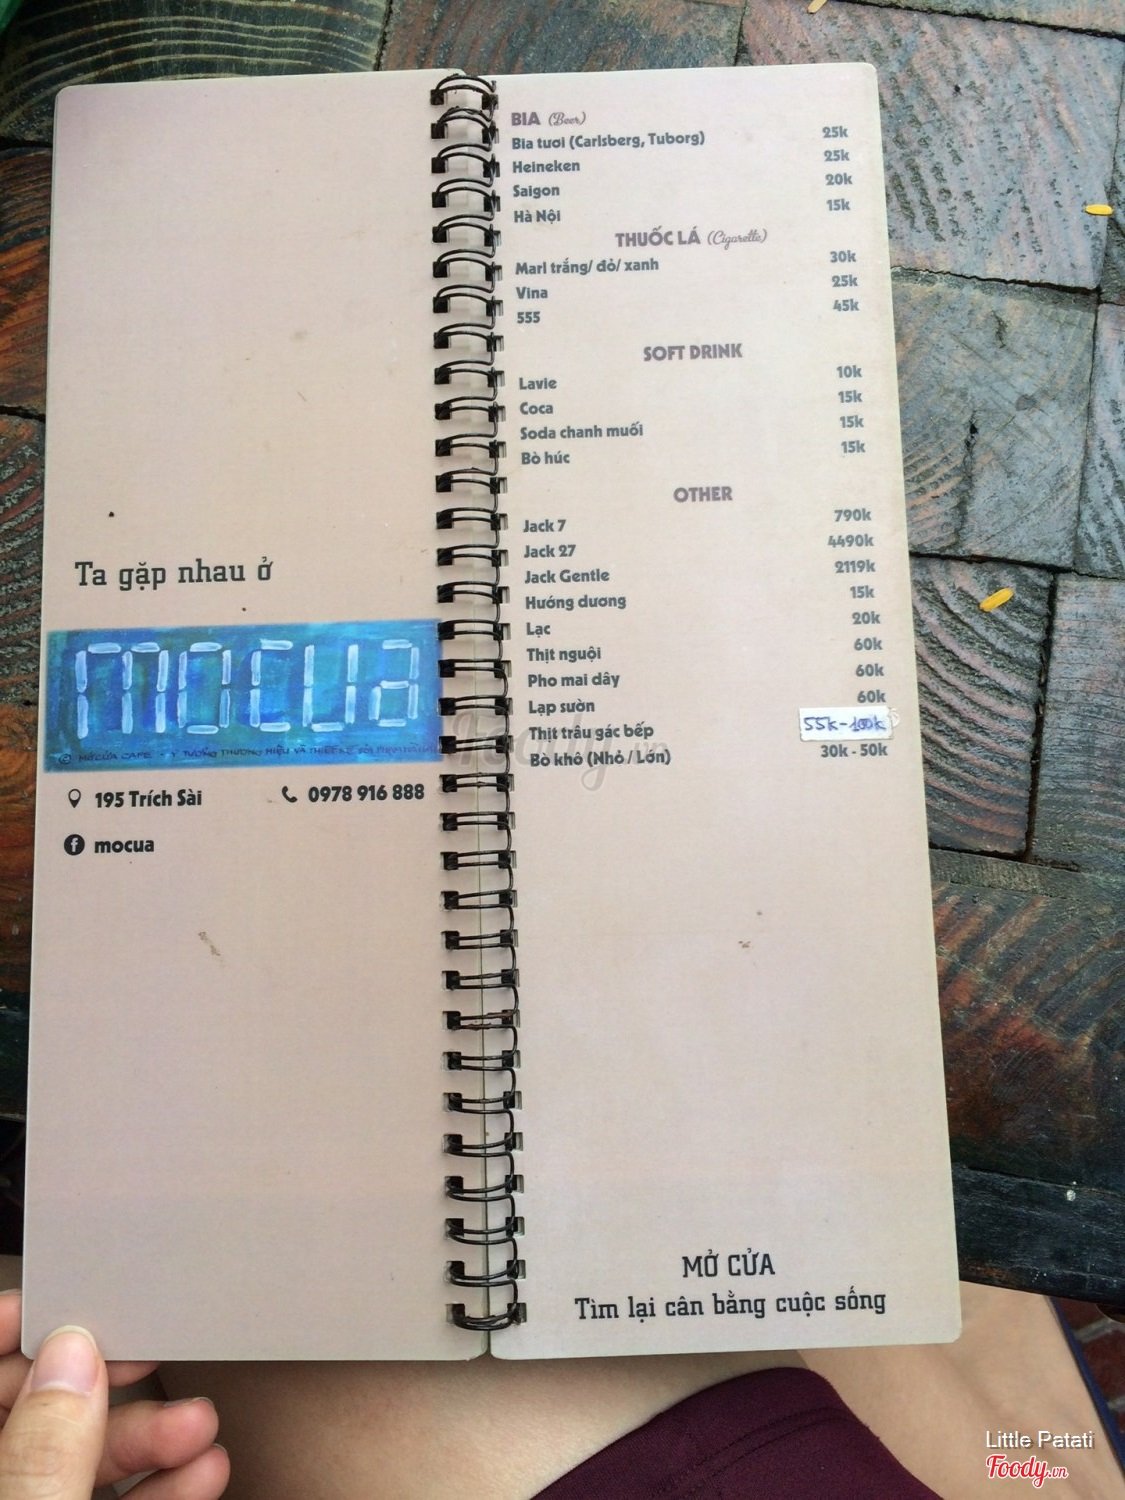 Ta gặp nhau ở
mocua
195 Trích Sài
0978 916 888
mocua
BIA (Beer)
Bia tươi (Carlsberg, Tuborg) 25k
Heineken 25k
Saigon 20k
Hà Nội 15k
THUỐC LÁ (Cigarette)
Marl trắng/ đỏ/ xanh 30k
Vina 25k
555 45k
SOFT DRINK
Lavie 10k
Coca 15k
Soda chanh muối 15k
Bò húc 15k
OTHER
Jack 7 790k
Jack 27 4490k
Jack Gentle 2119k
Hướng dương 15k
Lạc 20k
Thịt nguội 60k
Pho mai dây 60k
Lạp sườn 60k
Thịt trâu gác bếp 55k-100k
Bò khô (Nhỏ / Lớn) 30k - 50k
MỞ CỬA
Tìm lại cân bằng cuộc sống
Foody.vn
Little Patati
Foody.vn